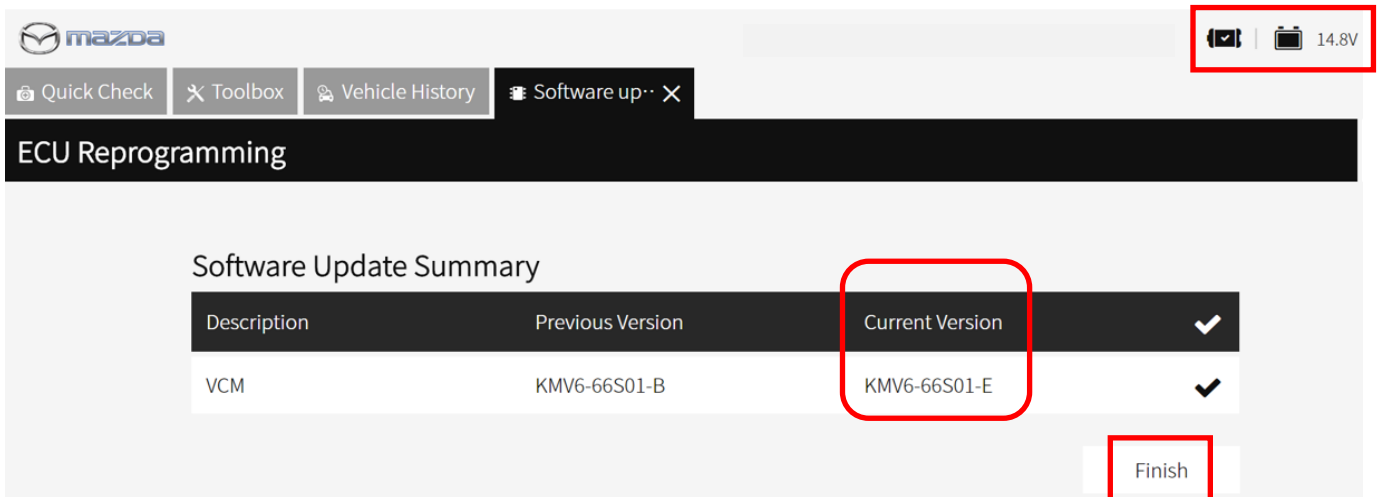 mazda
14.8V
Quick Check Toolbox Vehicle History Software up··
ECU Reprogramming
Software Update Summary
Description Previous Version Current Version
VCM KMV6-66S01-B KMV6-66S01-E
Finish